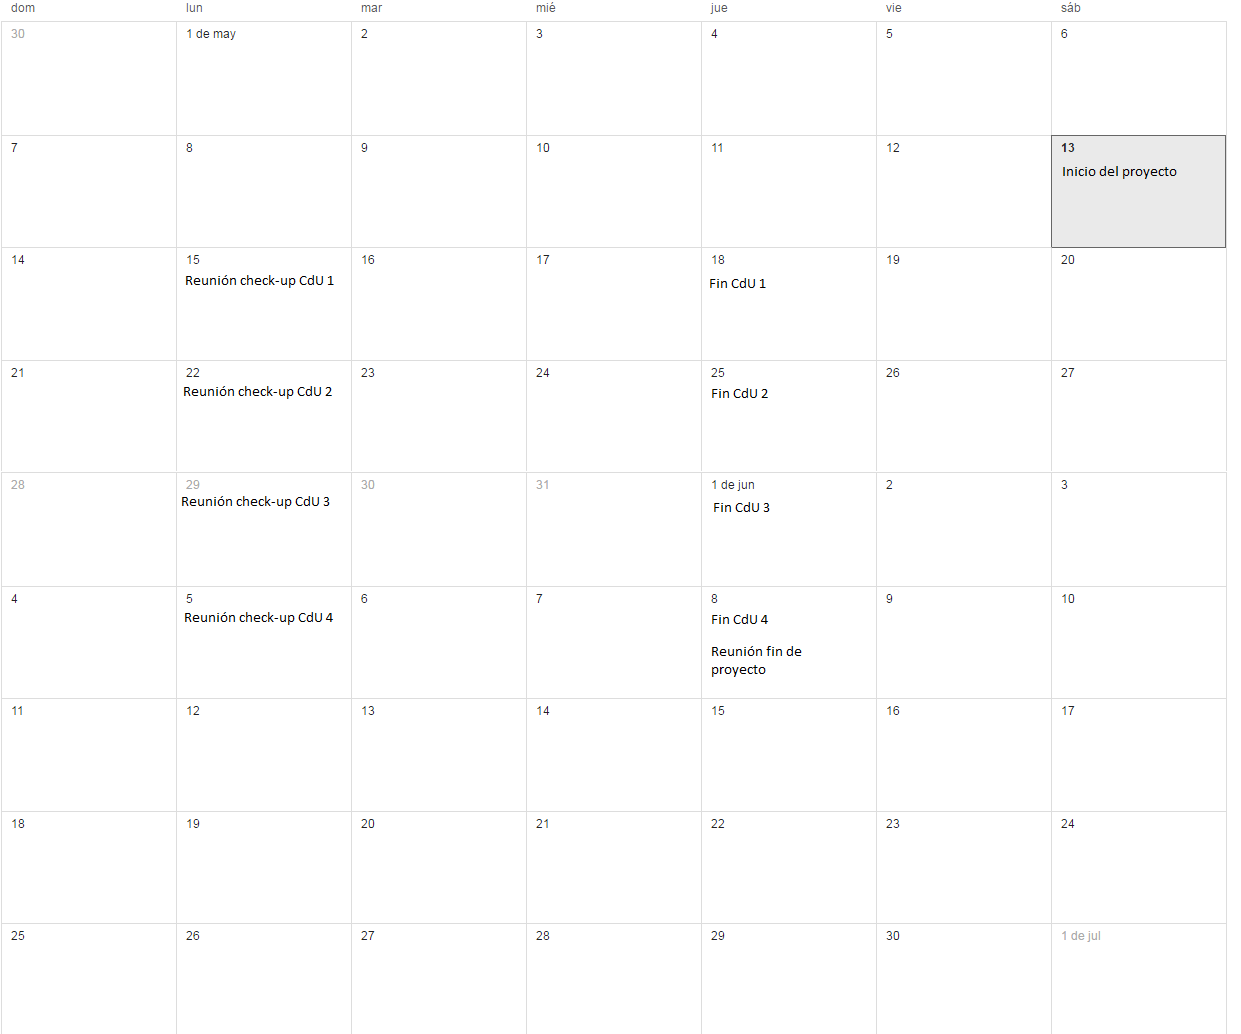 dom lun mar mié jue vie sáb
30 1 de may 2 3 4 5 6
7 8 9 10 11 12 13
Inicio del proyecto
14 15 16 17 18 19 20
Reunión check-up CdU 1 Fin CdU 1
21 22 23 24 25 26 27
Reunión check-up CdU 2 Fin CdU 2
28 29 30 31 1 de jun 2 3
Reunión check-up CdU 3 Fin CdU 3
4 5 6 7 8 9 10
Reunión check-up CdU 4 Fin CdU 4
Reunión fin de
proyecto
11 12 13 14 15 16 17
18 19 20 21 22 23 24
25 26 27 28 29 30 1 de jul